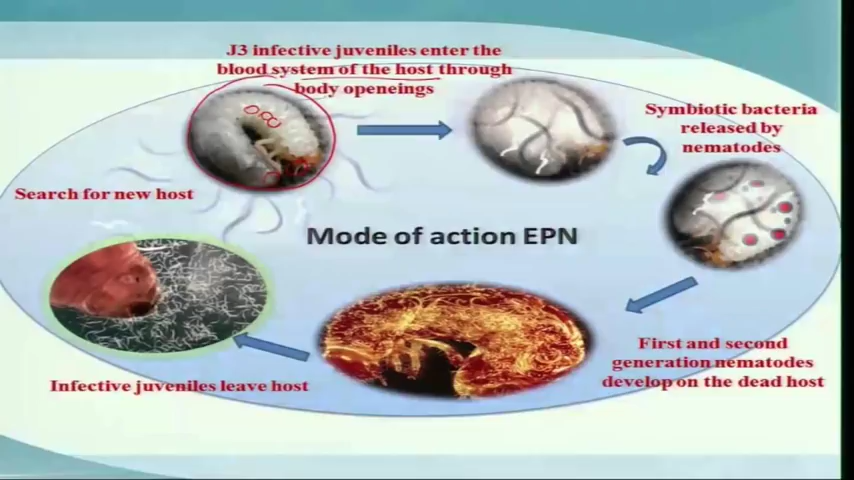 J3 infective juveniles enter the
blood system of the host through
body openeings
Symbiotic bacteria
released by
nematodes
Search for new host
Mode of action EPN
First and second
generation nematodes
develop on the dead host
Infective juveniles leave host